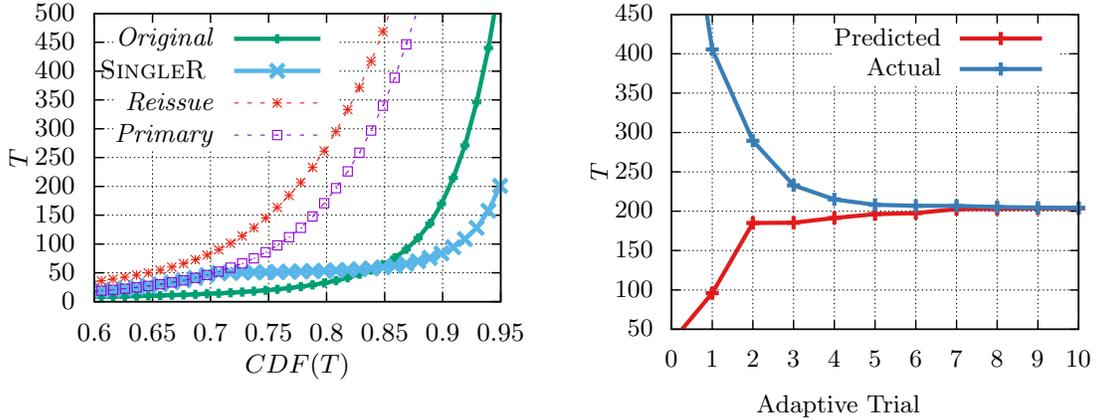 500
450
400
350
300
250
200
150
100
50
0
T
Original
SINGLER
Reissue
Primary
0.6 0.65 0.7 0.75 0.8 0.85 0.9 0.95
CDF(T)
450
400
350
300
250
200
150
100
50
T
Predicted
Actual
0 1 2 3 4 5 6 7 8 9 10
Adaptive Trial